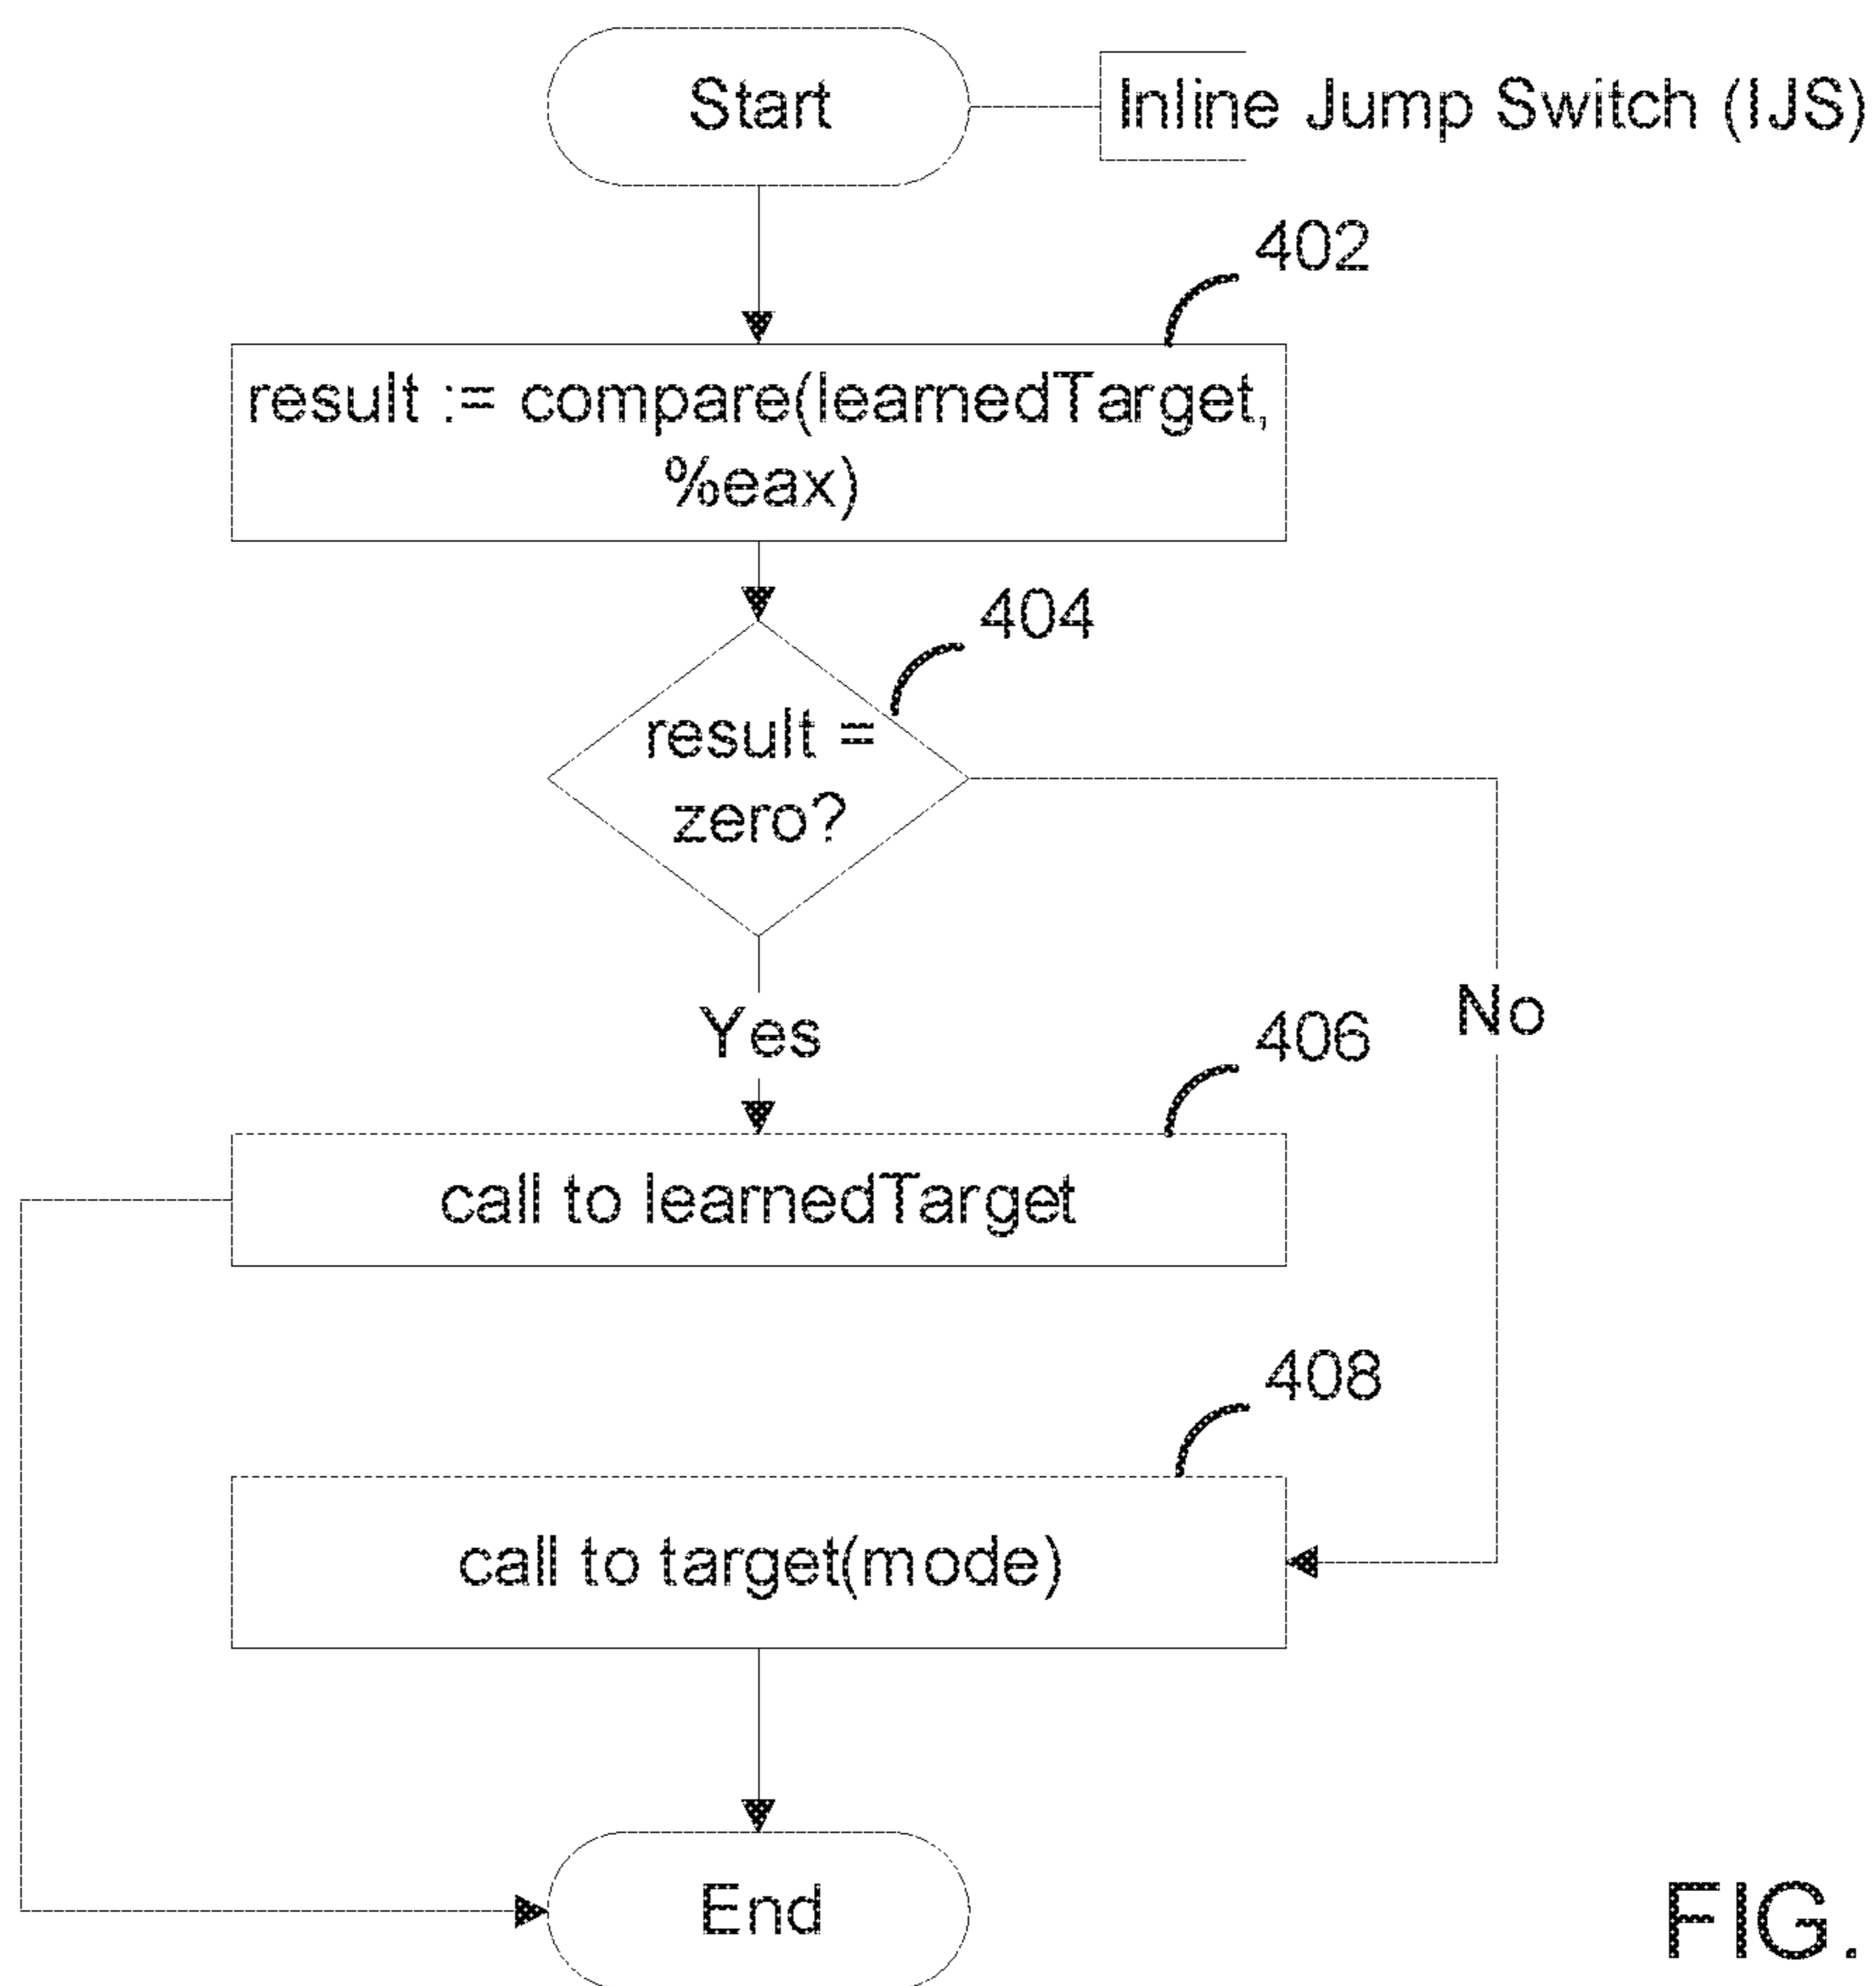 Start
Inline Jump Switch (IJS)
402
result := compare(learnedTarget,
%eax)
404
result =
zero?
Yes
No
406
call to learnedTarget
408
call to target(mode)
End
FIG.